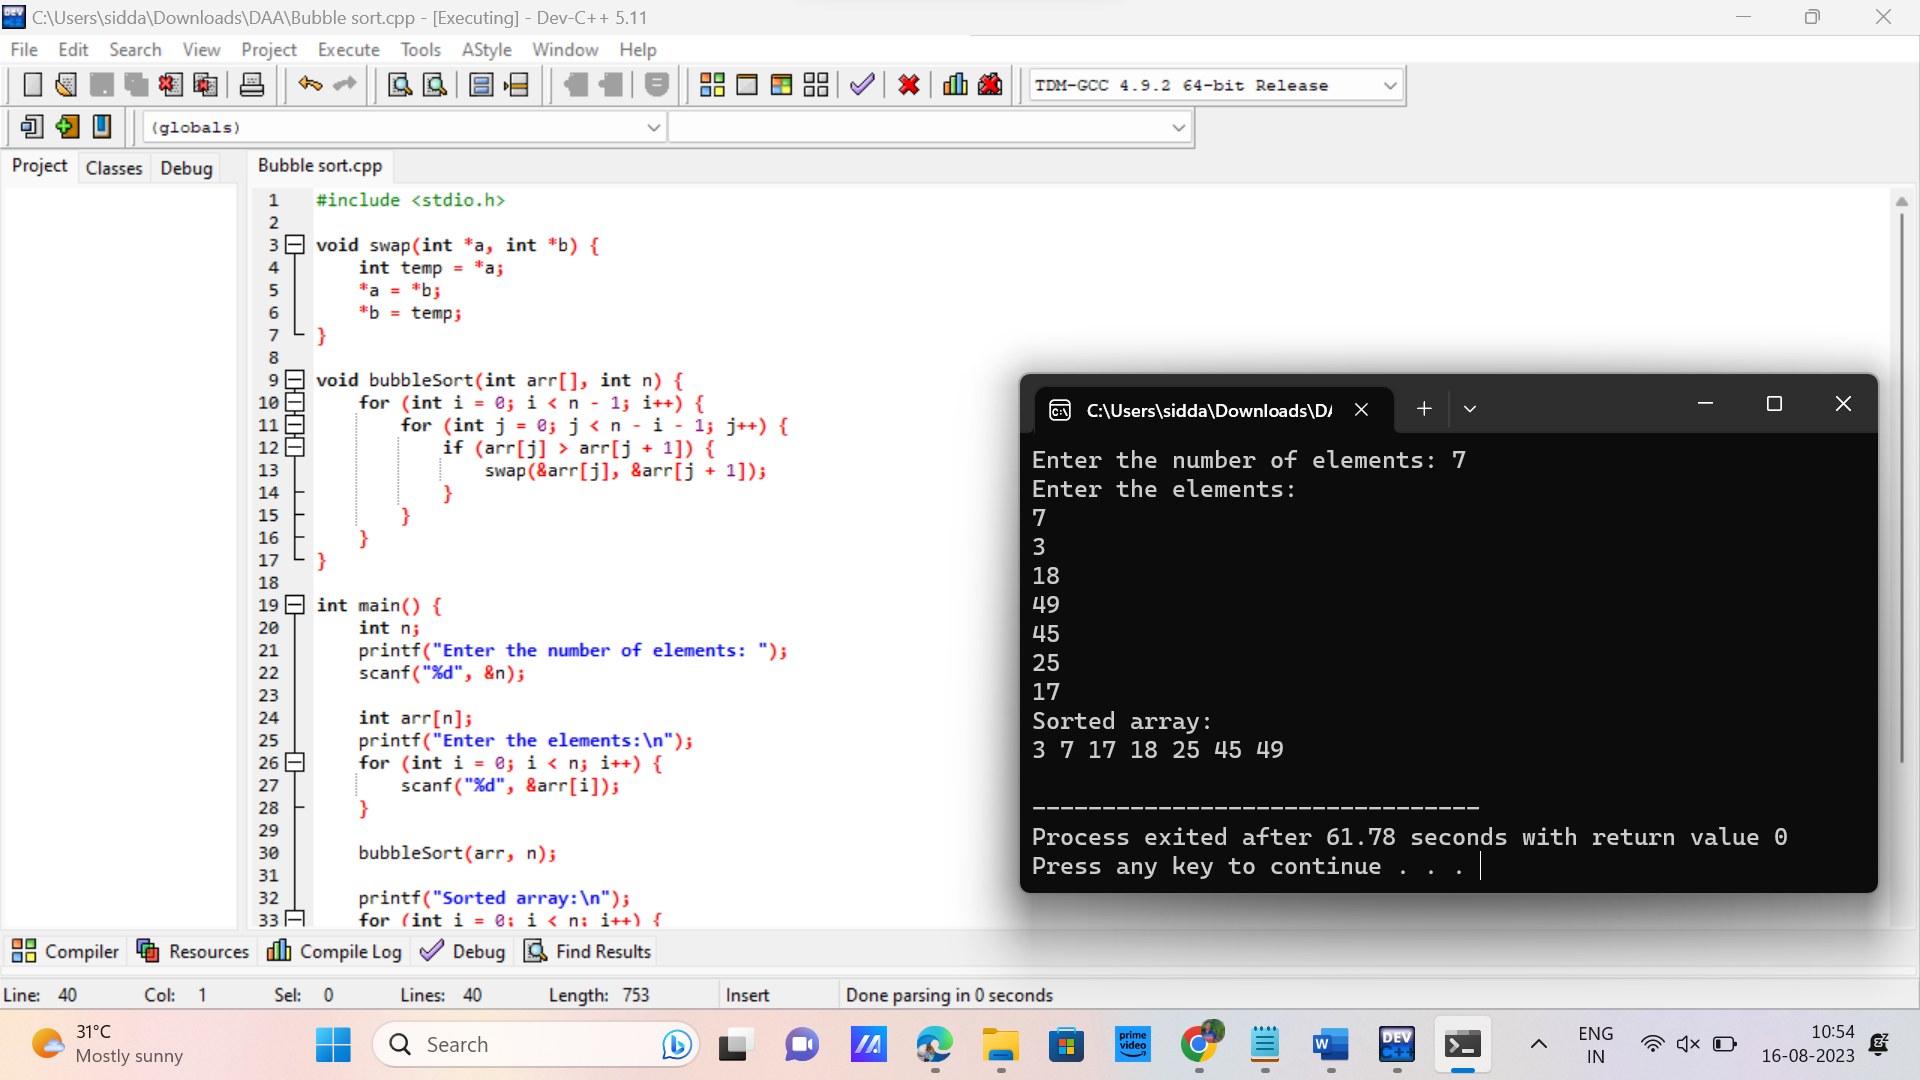 C:\Users\sidda\Downloads\DAA\Bubble sort.cpp - [Executing] - Dev-C++ 5.11
File Edit Search View Project Execute Tools AStyle Window Help
TDM-GCC 4.9.2 64-bit Release
(globals)
Project Classes Debug
Bubble sort.cpp
1 #include <stdio.h>
2
3 void swap(int *a, int *b) {
4     int temp = *a;
5     *a = *b;
6     *b = temp;
7 }
8
9 void bubbleSort(int arr[], int n) {
10     for (int i = 0; i < n - 1; i++) {
11         for (int j = 0; j < n - i - 1; j++) {
12             if (arr[j] > arr[j + 1]) {
13                 swap(&arr[j], &arr[j + 1]);
14             }
15         }
16     }
17 }
18
19 int main() {
20     int n;
21     printf("Enter the number of elements: ");
22     scanf("%d", &n);
23
24     int arr[n];
25     printf("Enter the elements:\n");
26     for (int i = 0; i < n; i++) {
27         scanf("%d", &arr[i]);
28     }
29
30     bubbleSort(arr, n);
31
32     printf("Sorted array:\n");
33     for (int i = 0; i < n; i++) {
C:\Users\sidda\Downloads\DA
Enter the number of elements: 7
Enter the elements:
7
3
18
49
45
25
17
Sorted array:
3 7 17 18 25 45 49
--------------------------------
Process exited after 61.78 seconds with return value 0
Press any key to continue . . .
Compiler Resources Compile Log Debug Find Results
Line: 40 Col: 1 Sel: 0 Lines: 40 Length: 753 Insert Done parsing in 0 seconds
31°C
Mostly sunny
Search
prime
video
W
DEV
C++
ENG
IN
10:54
16-08-2023